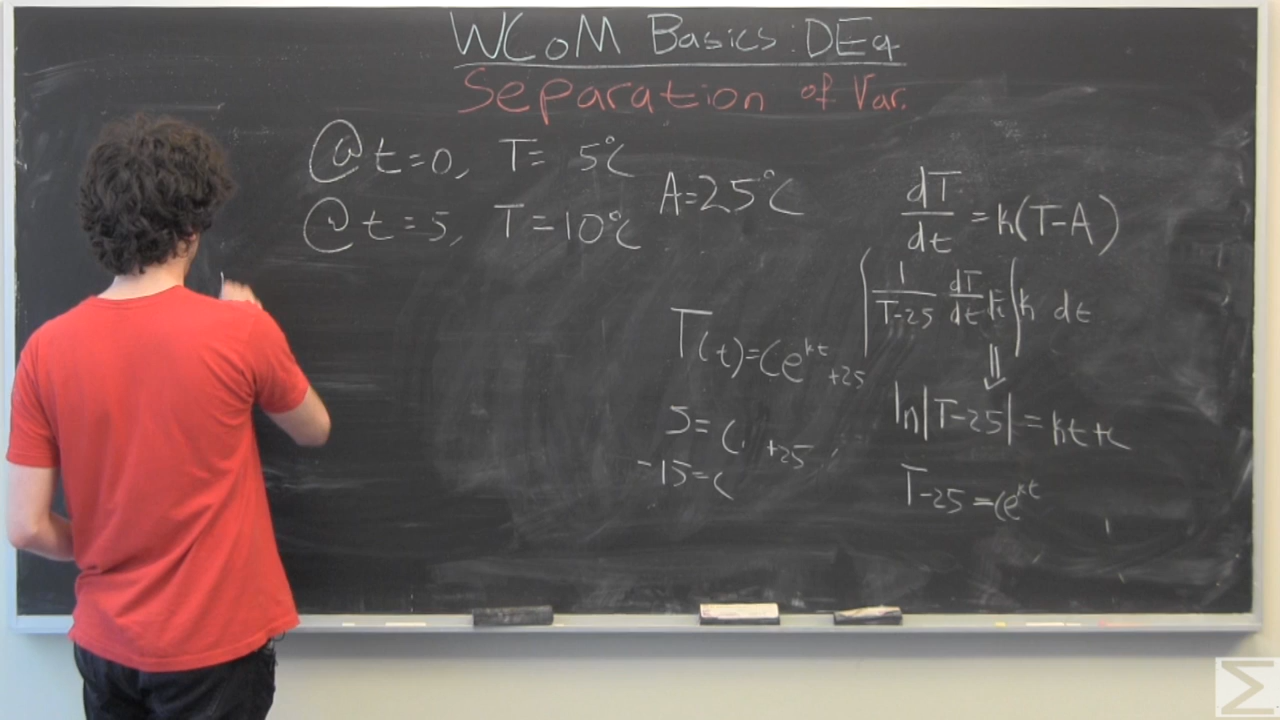 WCoM Basics: DEq
Separation of Var.
@ t=0, T= 5°C
@ t=5, T=10°C
A=25°C
dT/dt = k(T-A)
∫ 1/(T-25) dT/dt dt = ∫ k dt
⇓
ln|T-25| = kt+c
T-25 = Ce^kt
T(t)=Ce^kt +25
5= C +25
-15=C
Σ